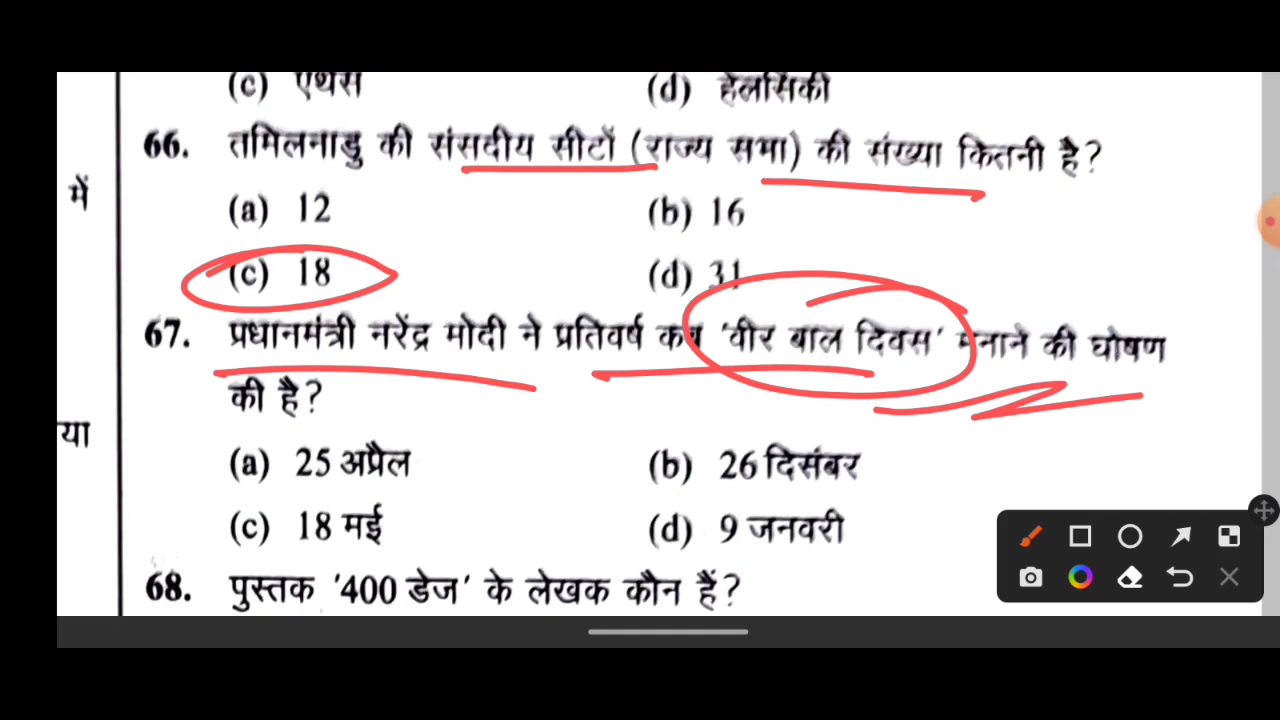 (c) एथेंस (d) हेलसिंकी
66. तमिलनाडु की संसदीय सीटों (राज्य सभा) की संख्या कितनी है?
में
(a) 12 (b) 16
(c) 18 (d) 31
67. प्रधानमंत्री नरेंद्र मोदी ने प्रतिवर्ष कब 'वीर बाल दिवस' मनाने की घोषण
की है?
या
(a) 25 अप्रैल (b) 26 दिसंबर
(c) 18 मई (d) 9 जनवरी
68. पुस्तक '400 डेज' के लेखक कौन हैं?